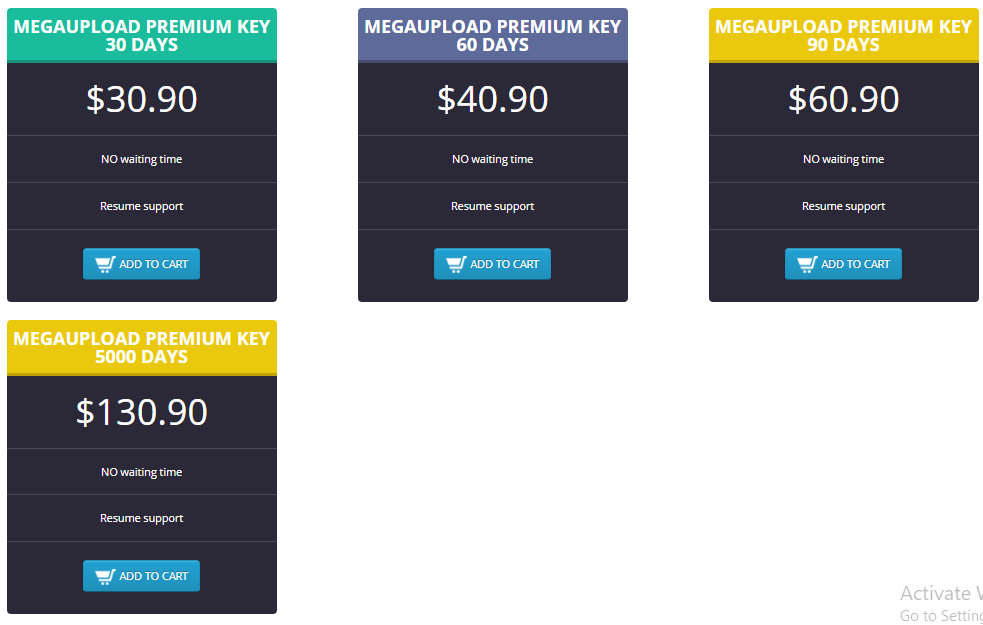 MEGAUPLOAD PREMIUM KEY
30 DAYS
$30.90
NO waiting time
Resume support
ADD TO CART
MEGAUPLOAD PREMIUM KEY
60 DAYS
$40.90
NO waiting time
Resume support
ADD TO CART
MEGAUPLOAD PREMIUM KEY
90 DAYS
$60.90
NO waiting time
Resume support
ADD TO CART
MEGAUPLOAD PREMIUM KEY
5000 DAYS
$130.90
NO waiting time
Resume support
ADD TO CART
Activate
Go to